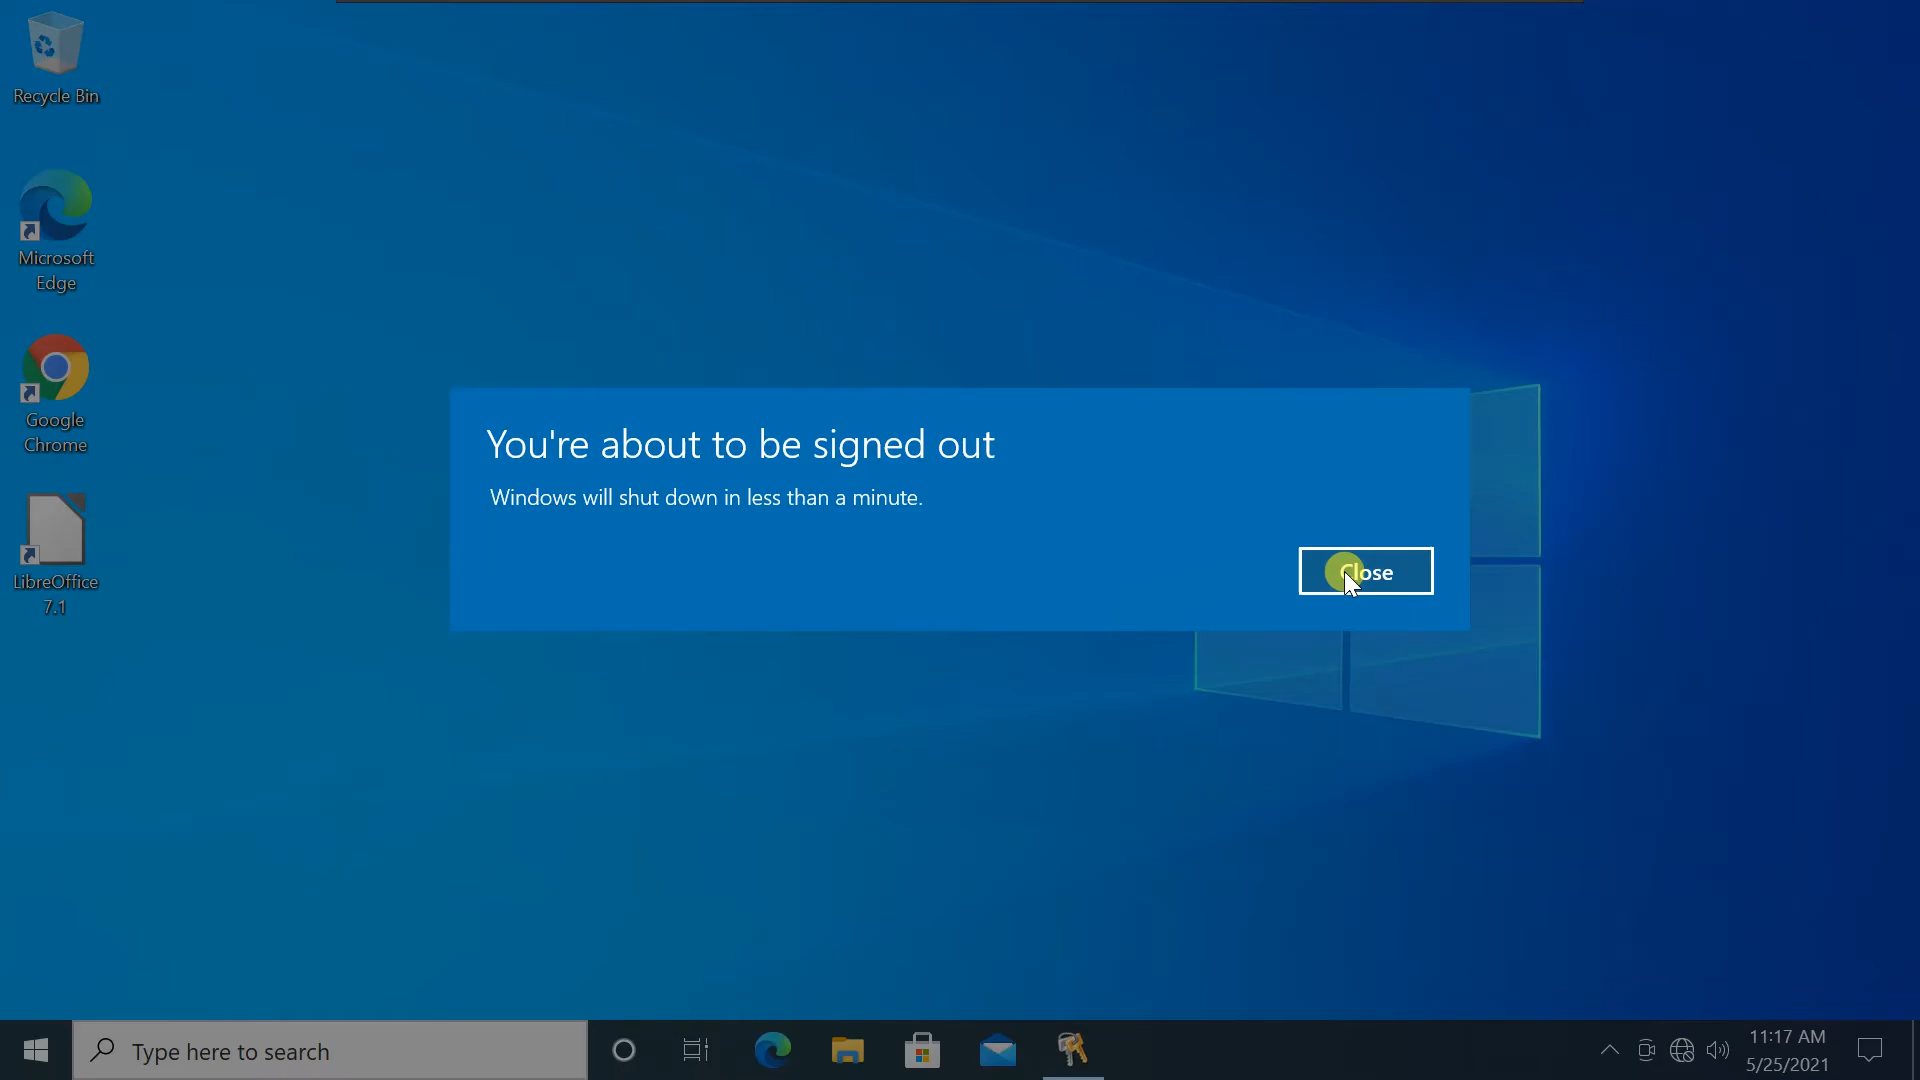 Recycle Bin
Microsoft
Edge
Google
Chrome
LibreOffice
7.1
You're about to be signed out
Windows will shut down in less than a minute.
Close
Type here to search
11:17 AM
5/25/2021